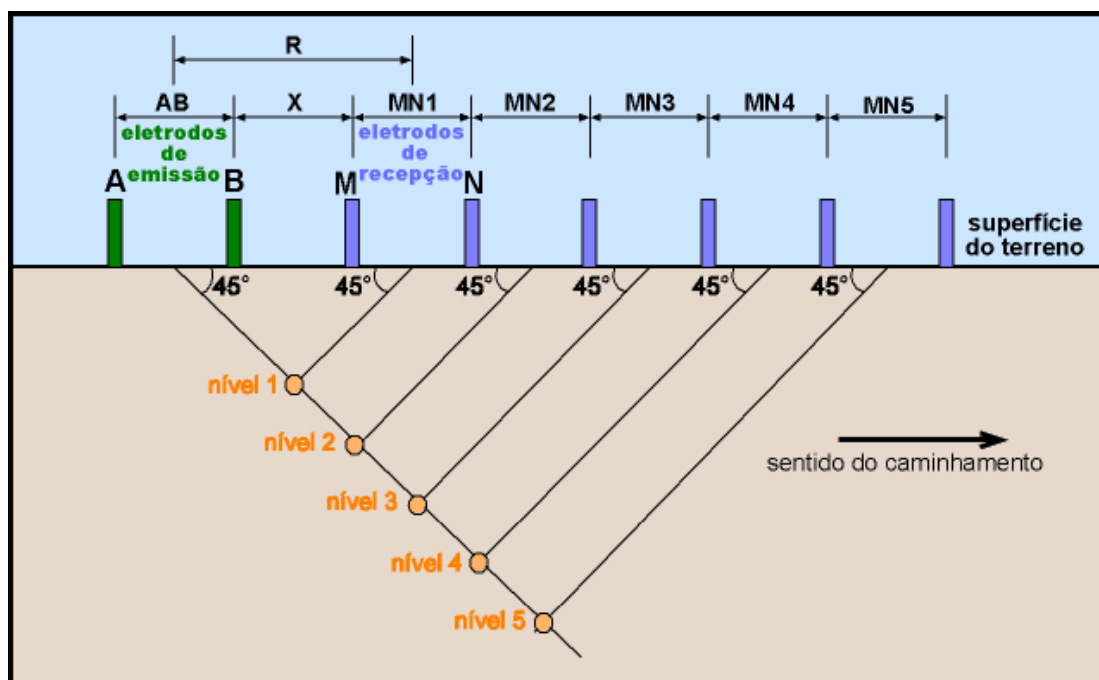 R
AB
X
MN1
MN2
MN3
MN4
MN5
eletrodos
de
emissão
eletrodos
de
recepção
A
B
M
N
superfície
do terreno
45°
45°
45°
45°
45°
45°
nível 1
nível 2
nível 3
nível 4
nível 5
sentido do caminhamento